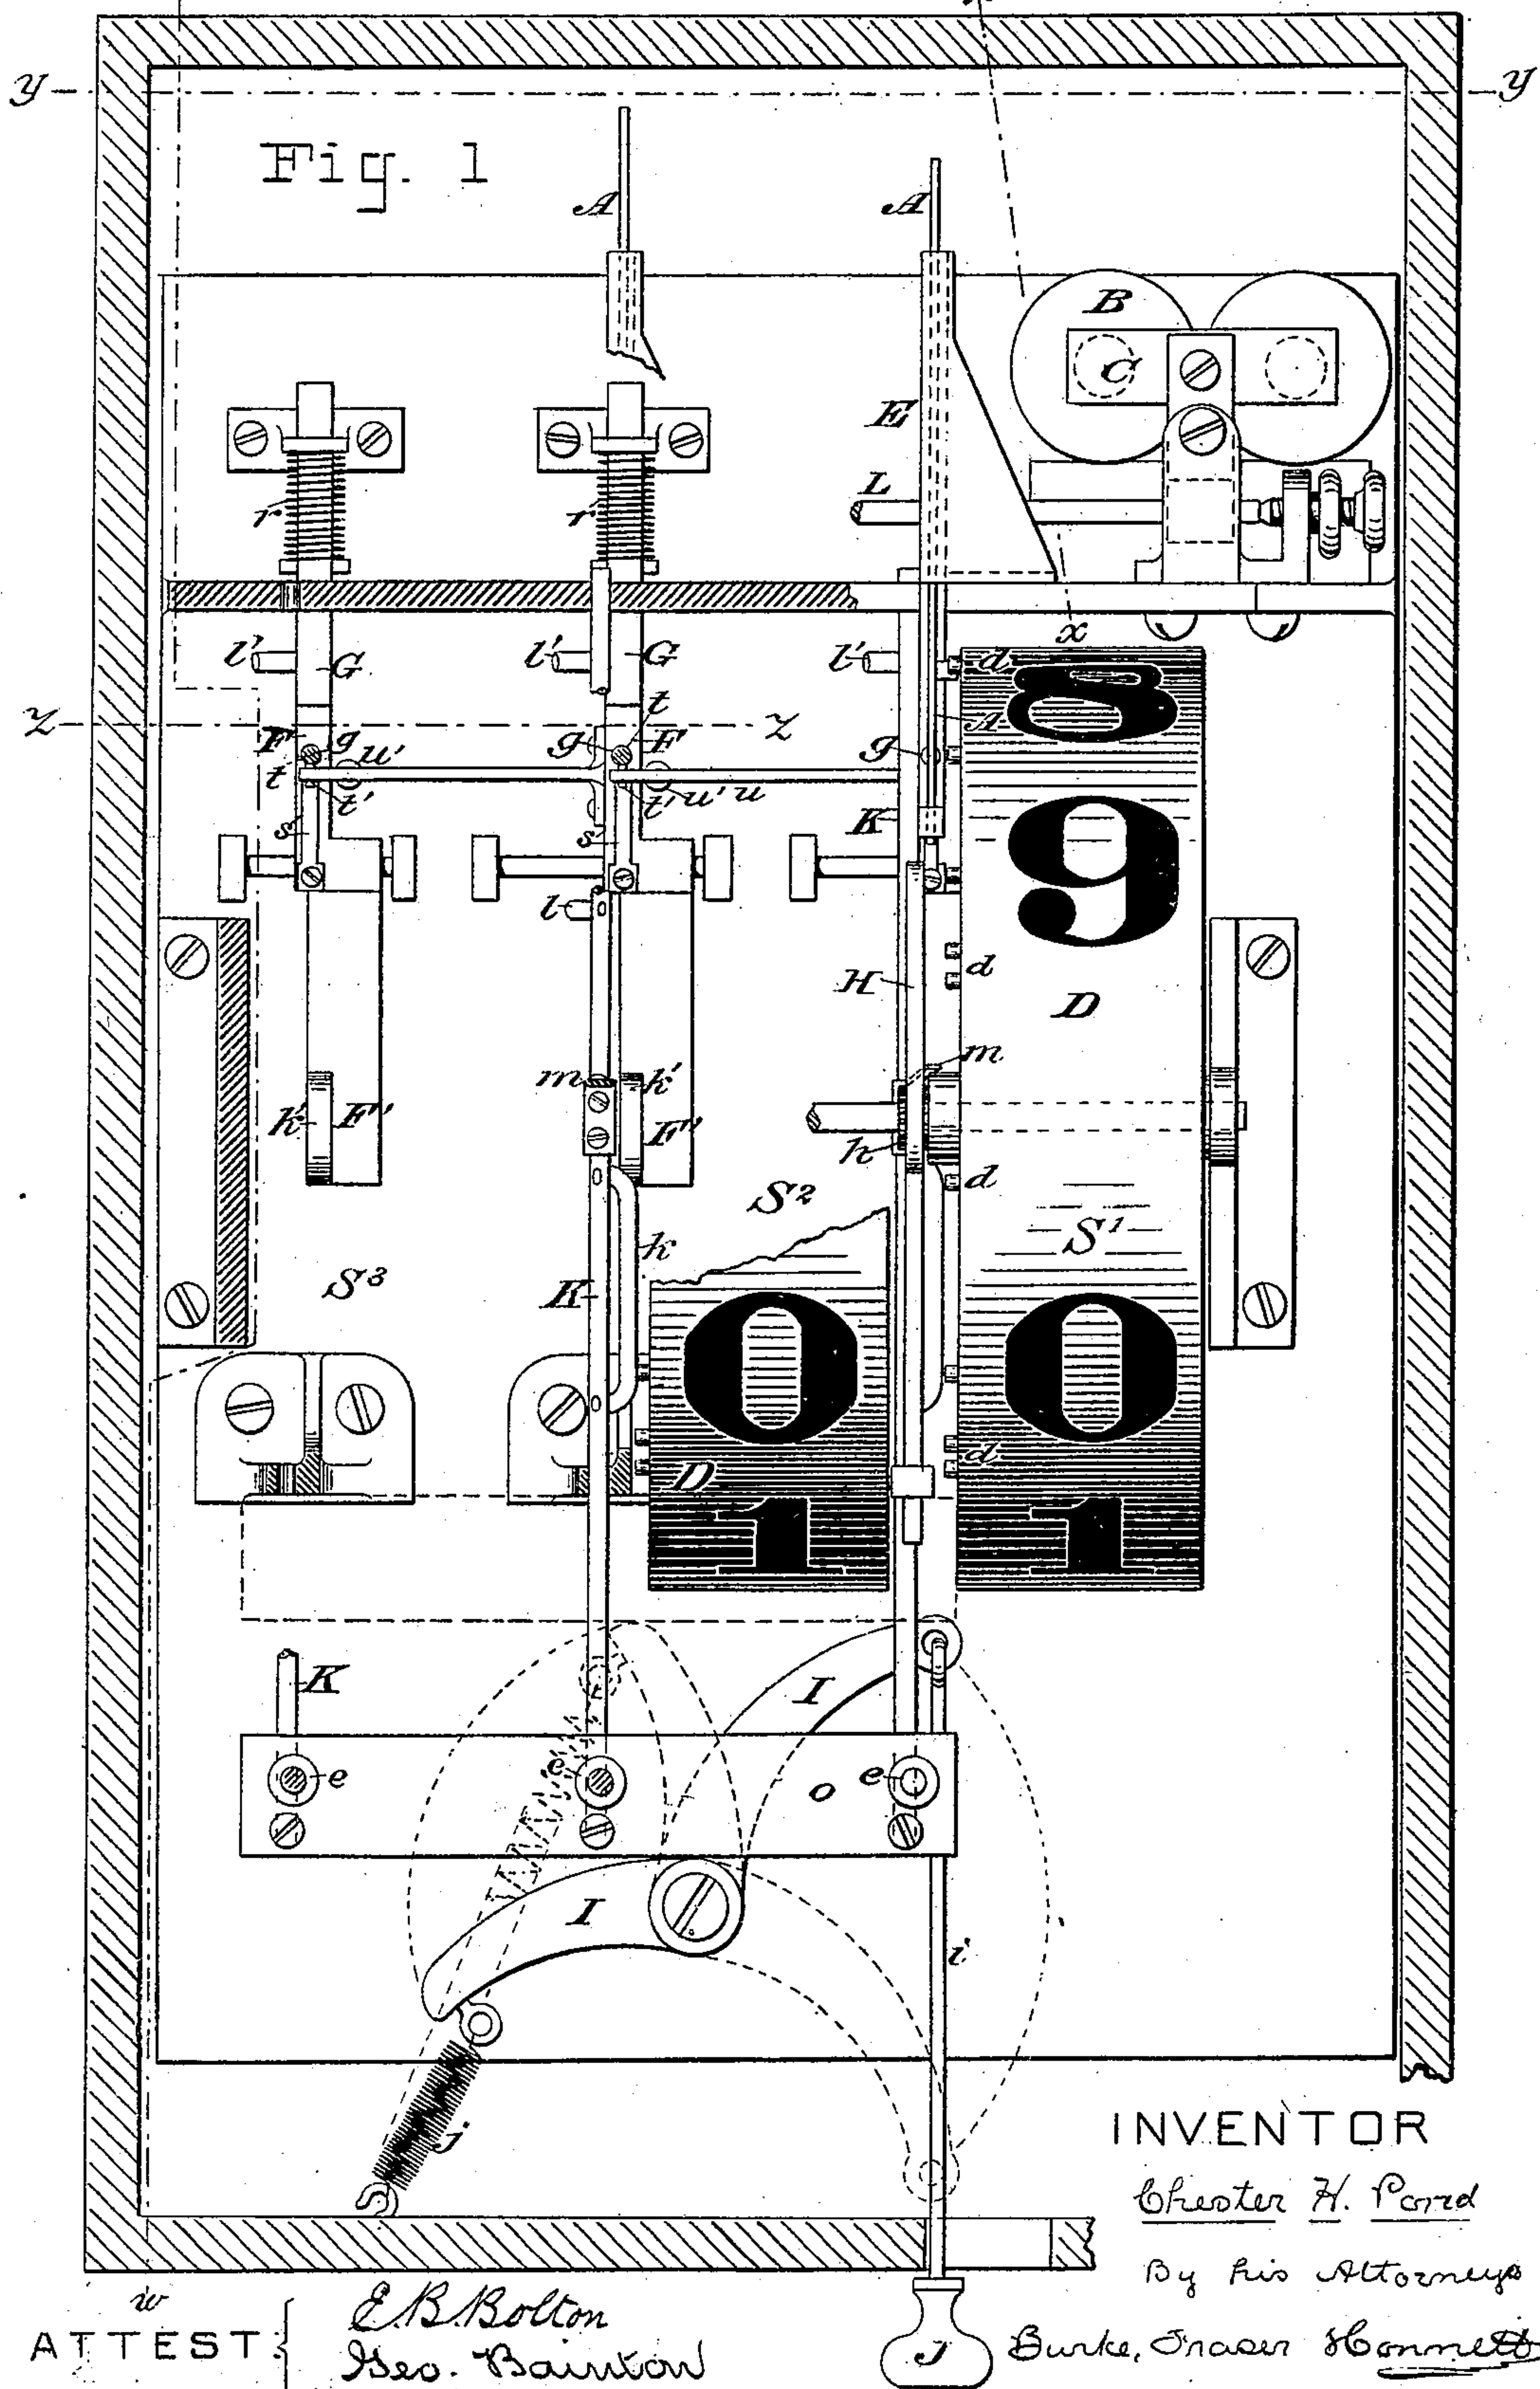 y y
Fig. 1
A A
B
C
E
L
r r
l' G l' G l' x d
z F g u' t g t F z g A
t t' t' u' u
s s K
l
H d
D
m k' m
k' F'' F'' h
S² d
k S¹
S³
K
0 0
D d
1 1
K I
e e e o
I i
j
8
9
INVENTOR
Chester H. Pond
By his Attorneys
Burke, Fraser & Connett
w
ATTEST:
E. B. Bolton
Geo. Bainton
J